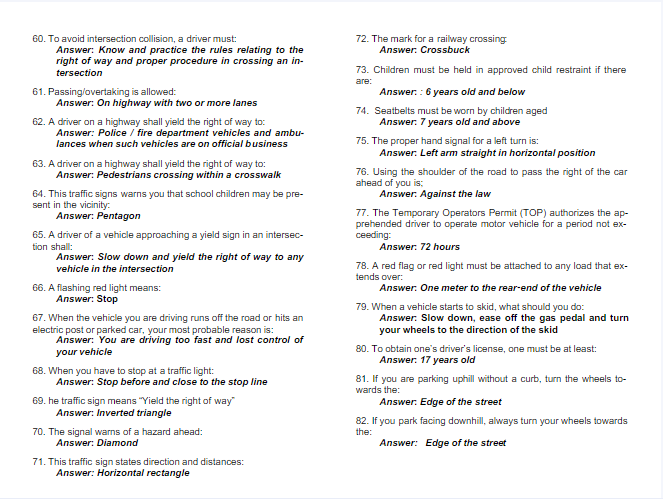 60. To avoid intersection collision, a driver must:
Answer: Know and practice the rules relating to the
right of way and proper procedure in crossing an in-
tersection
61. Passing/overtaking is allowed:
Answer: On highway with two or more lanes
62. A driver on a highway shall yield the right of way to:
Answer: Police / fire department vehicles and ambu-
lances when such vehicles are on official business
63. A driver on a highway shall yield the right of way to:
Answer: Pedestrians crossing within a crosswalk
64. This traffic signs warns you that school children may be pre-
sent in the vicinity:
Answer: Pentagon
65. A driver of a vehicle approaching a yield sign in an intersec-
tion shall:
Answer: Slow down and yield the right of way to any
vehicle in the intersection
66. A flashing red light means:
Answer: Stop
67. When the vehicle you are driving runs off the road or hits an
electric post or parked car, your most probable reason is:
Answer: You are driving too fast and lost control of
your vehicle
68. When you have to stop at a traffic light:
Answer: Stop before and close to the stop line
69. he traffic sign means “Yield the right of way”
Answer: Inverted triangle
70. The signal warns of a hazard ahead:
Answer: Diamond
71. This traffic sign states direction and distances:
Answer: Horizontal rectangle
72. The mark for a railway crossing:
Answer: Crossbuck
73. Children must be held in approved child restraint if there
are:
Answer: : 6 years old and below
74. Seatbelts must be worn by children aged
Answer: 7 years old and above
75. The proper hand signal for a left turn is:
Answer: Left arm straight in horizontal position
76. Using the shoulder of the road to pass the right of the car
ahead of you is;
Answer: Against the law
77. The Temporary Operators Permit (TOP) authorizes the ap-
prehended driver to operate motor vehicle for a period not ex-
ceeding:
Answer: 72 hours
78. A red flag or red light must be attached to any load that ex-
tends over:
Answer: One meter to the rear-end of the vehicle
79. When a vehicle starts to skid, what should you do:
Answer: Slow down, ease off the gas pedal and turn
your wheels to the direction of the skid
80. To obtain one’s driver’s license, one must be at least:
Answer: 17 years old
81. If you are parking uphill without a curb, turn the wheels to-
wards the:
Answer: Edge of the street
82. If you park facing downhill, always turn your wheels towards
the:
Answer: Edge of the street